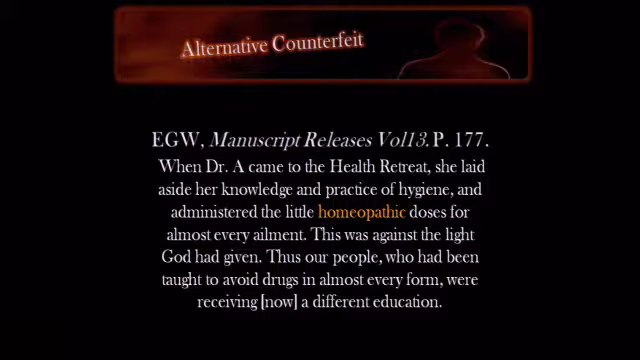 Alternative Counterfeit
EGW, Manuscript Releases Vol13. P. 177.
When Dr. A came to the Health Retreat, she laid
aside her knowledge and practice of hygiene, and
administered the little homeopathic doses for
almost every ailment. This was against the light
God had given. Thus our people, who had been
taught to avoid drugs in almost every form, were
receiving [now] a different education.